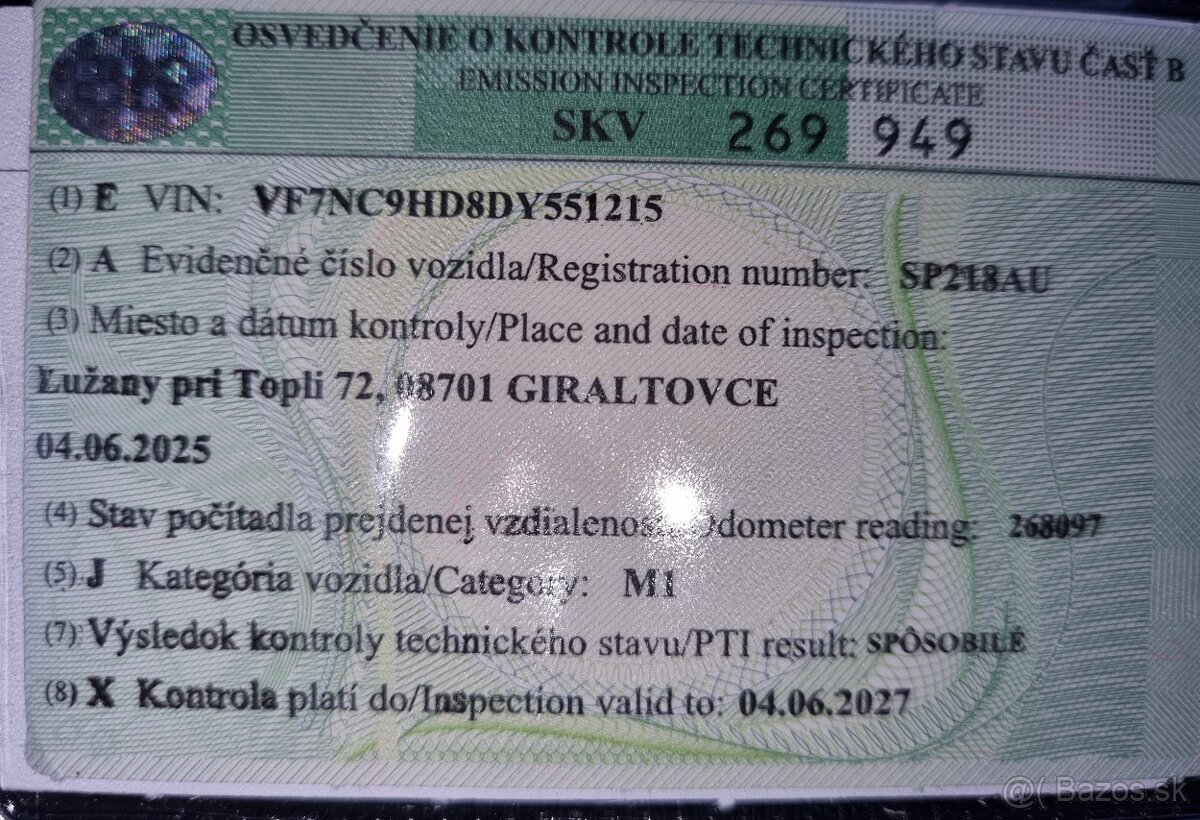 OSVEDČENIE O KONTROLE TECHNICKÉHO STAVU ČASŤ B
EMISSION INSPECTION CERTIFICATE
SKV 269 949
(1) E VIN: VF7NC9HD8DY551215
(2) A Evidenčné číslo vozidla/Registration number: SP218AU
(3) Miesto a dátum kontroly/Place and date of inspection:
Lužany pri Topli 72, 08701 GIRALTOVCE
04.06.2025
(4) Stav počítadla prejdenej vzdialenosti/Odometer reading: 268097
(5) J Kategória vozidla/Category: M1
(7) Výsledok kontroly technického stavu/PTI result: SPÔSOBILÉ
(8) X Kontrola platí do/Inspection valid to: 04.06.2027
@( Bazos.sk